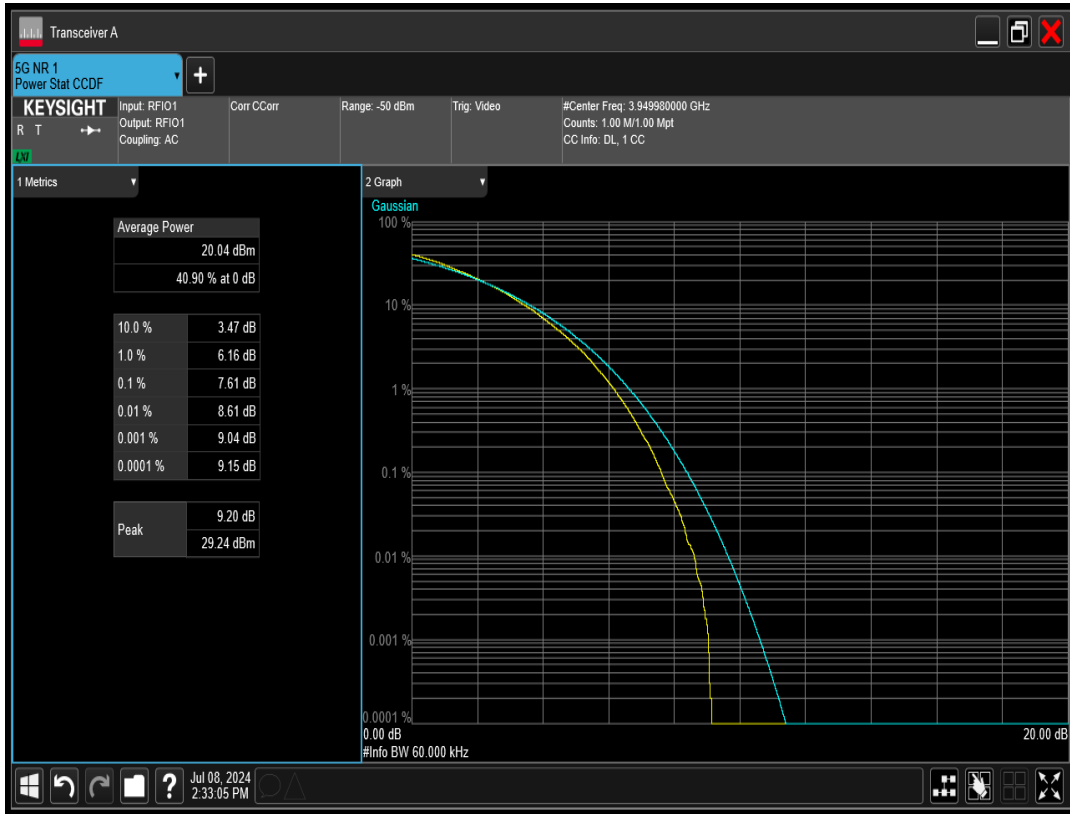 Transceiver A
5G NR 1
Power Stat CCDF
+
KEYSIGHT
R T
LXI
Input: RFIO1
Output: RFIO1
Coupling: AC
Corr CCorr
Range: -50 dBm
Trig: Video
#Center Freq: 3.949980000 GHz
Counts: 1.00 M/1.00 Mpt
CC Info: DL, 1 CC
1 Metrics
Average Power
20.04 dBm
40.90 % at 0 dB
10.0 % 3.47 dB
1.0 % 6.16 dB
0.1 % 7.61 dB
0.01 % 8.61 dB
0.001 % 9.04 dB
0.0001 % 9.15 dB
Peak
9.20 dB
29.24 dBm
2 Graph
Gaussian
100 %
10 %
1 %
0.1 %
0.01 %
0.001 %
0.0001 %
0.00 dB 20.00 dB
#Info BW 60.000 kHz
?
Jul 08, 2024
2:33:05 PM